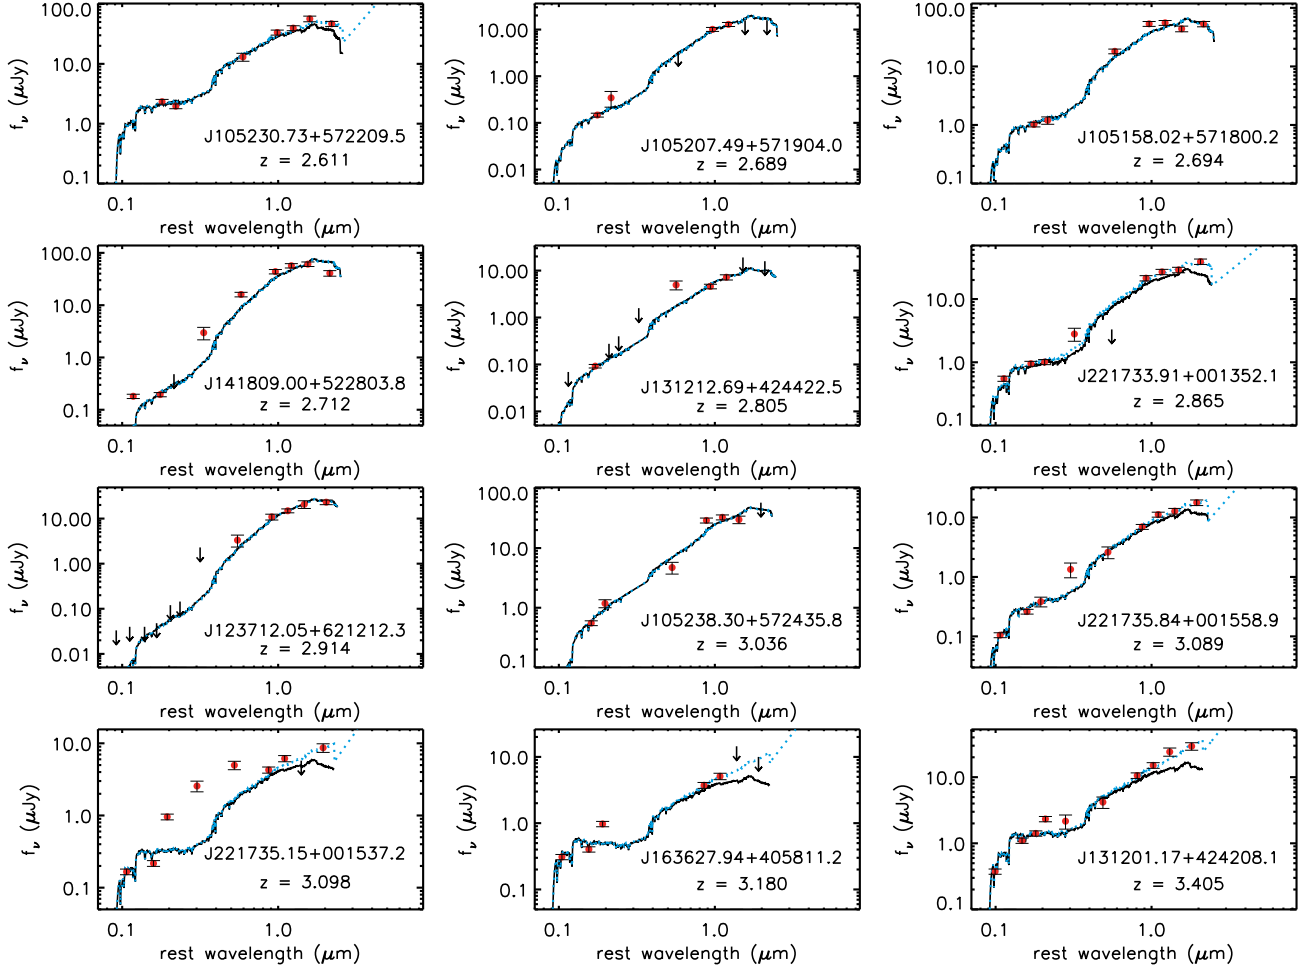 100.0
10.0
1.0
0.1
f_ν (μJy)
J105230.73+572209.5
z = 2.611
0.1 1.0
rest wavelength (μm)
10.00
1.00
0.10
0.01
f_ν (μJy)
J105207.49+571904.0
z = 2.689
0.1 1.0
rest wavelength (μm)
100.0
10.0
1.0
0.1
f_ν (μJy)
J105158.02+571800.2
z = 2.694
0.1 1.0
rest wavelength (μm)
100.0
10.0
1.0
0.1
f_ν (μJy)
J141809.00+522803.8
z = 2.712
0.1 1.0
rest wavelength (μm)
10.00
1.00
0.10
0.01
f_ν (μJy)
J131212.69+424422.5
z = 2.805
0.1 1.0
rest wavelength (μm)
10.0
1.0
0.1
f_ν (μJy)
J221733.91+001352.1
z = 2.865
0.1 1.0
rest wavelength (μm)
10.00
1.00
0.10
0.01
f_ν (μJy)
J123712.05+621212.3
z = 2.914
0.1 1.0
rest wavelength (μm)
100.0
10.0
1.0
0.1
f_ν (μJy)
J105238.30+572435.8
z = 3.036
0.1 1.0
rest wavelength (μm)
10.0
1.0
0.1
f_ν (μJy)
J221735.84+001558.9
z = 3.089
0.1 1.0
rest wavelength (μm)
10.0
1.0
0.1
f_ν (μJy)
J221735.15+001537.2
z = 3.098
0.1 1.0
rest wavelength (μm)
10.0
1.0
0.1
f_ν (μJy)
J163627.94+405811.2
z = 3.180
0.1 1.0
rest wavelength (μm)
10.0
1.0
0.1
f_ν (μJy)
J131201.17+424208.1
z = 3.405
0.1 1.0
rest wavelength (μm)